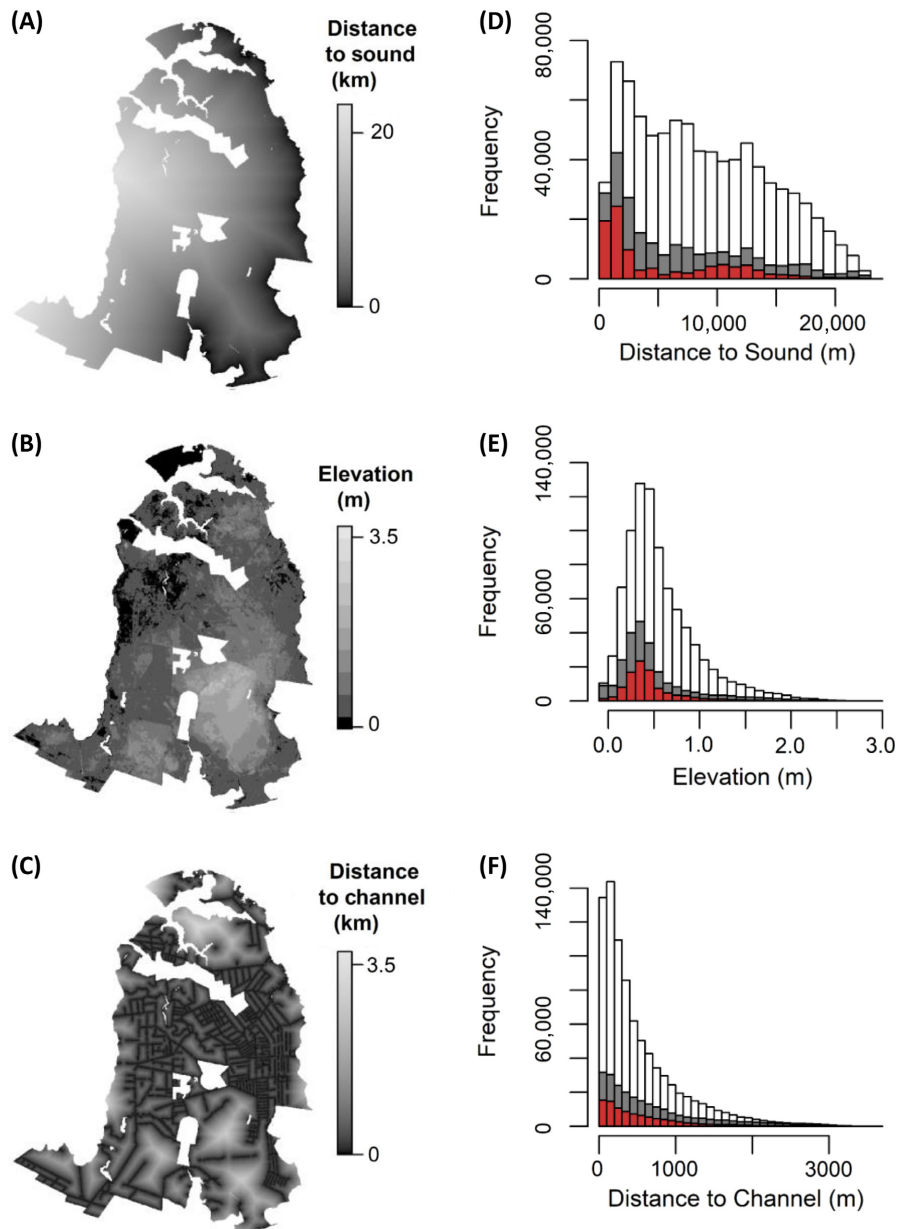 (A)
Distance
to sound
(km)
20
0
(D)
80,000
40,000
0
Frequency
0 10,000 20,000
Distance to Sound (m)
(B)
Elevation
(m)
3.5
0
(E)
140,000
60,000
0
Frequency
0.0 1.0 2.0 3.0
Elevation (m)
(C)
Distance
to channel
(km)
3.5
0
(F)
140,000
60,000
0
Frequency
0 1000 3000
Distance to Channel (m)